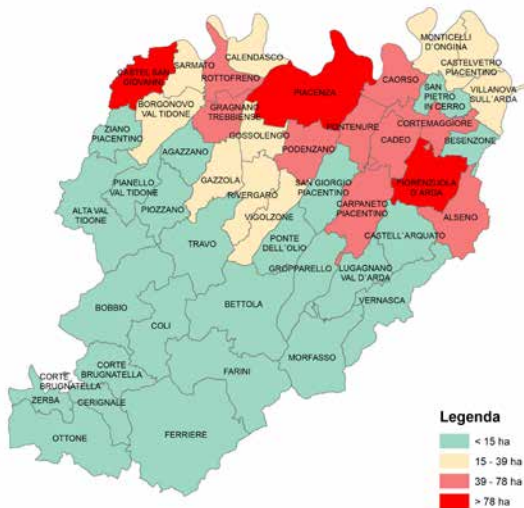 MONTICELLI
D'ONGINA
CALENDASCO
SARMATO
CASTELVETRO
PIACENTINO
CASTEL SAN
GIOVANNI
ROTTOFRENO
CAORSO
VILLANOVA
SULL'ARDA
SAN
PIETRO
IN CERRO
PIACENZA
BORGONOVO
VAL TIDONE
GRAGNANO
TREBBIENSE
CORTEMAGGIORE
PONTENURE
ZIANO
PIACENTINO
GOSSOLENGO
CADEO
BESENZONE
AGAZZANO
PODENZANO
PIANELLO
VAL TIDONE
GAZZOLA
SAN GIORGIO
PIACENTINO
FIORENZUOLA
D'ARDA
RIVERGARO
CARPANETO
PIACENTINO
ALTA VAL
TIDONE
PIOZZANO
VIGOLZONE
ALSENO
CASTELL'ARQUATO
TRAVO
PONTE
DELL'OLIO
GROPPARELLO
LUGAGNANO
VAL D'ARDA
VERNASCA
BOBBIO
BETTOLA
COLI
MORFASSO
CORTE
BRUGNATELLA
FARINI
CORTE
BRUGNATELLA
ZERBA
CERIGNALE
FERRIERE
OTTONE
Legenda
< 15 ha
15 - 39 ha
39 - 78 ha
> 78 ha